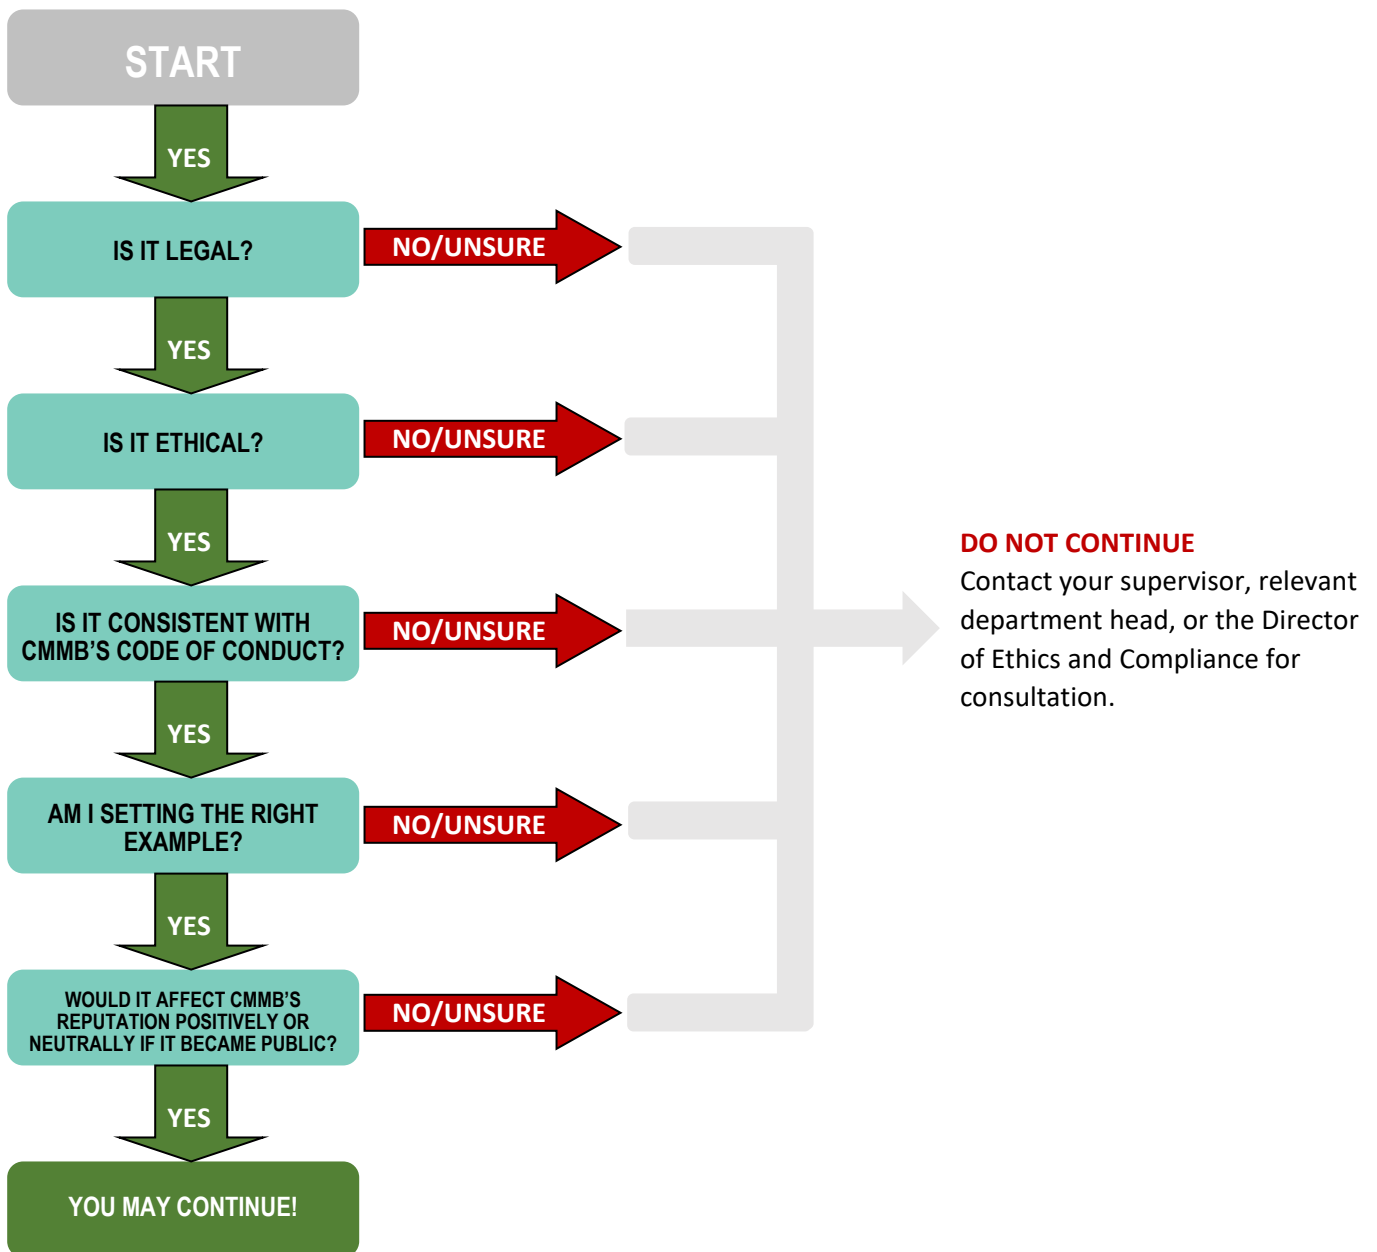 START
YES
IS IT LEGAL?
NO/UNSURE
YES
IS IT ETHICAL?
NO/UNSURE
YES
IS IT CONSISTENT WITH
CMMB'S CODE OF CONDUCT?
NO/UNSURE
YES
AM I SETTING THE RIGHT
EXAMPLE?
NO/UNSURE
YES
WOULD IT AFFECT CMMB'S
REPUTATION POSITIVELY OR
NEUTRALLY IF IT BECAME PUBLIC?
NO/UNSURE
YES
YOU MAY CONTINUE!
DO NOT CONTINUE
Contact your supervisor, relevant
department head, or the Director
of Ethics and Compliance for
consultation.